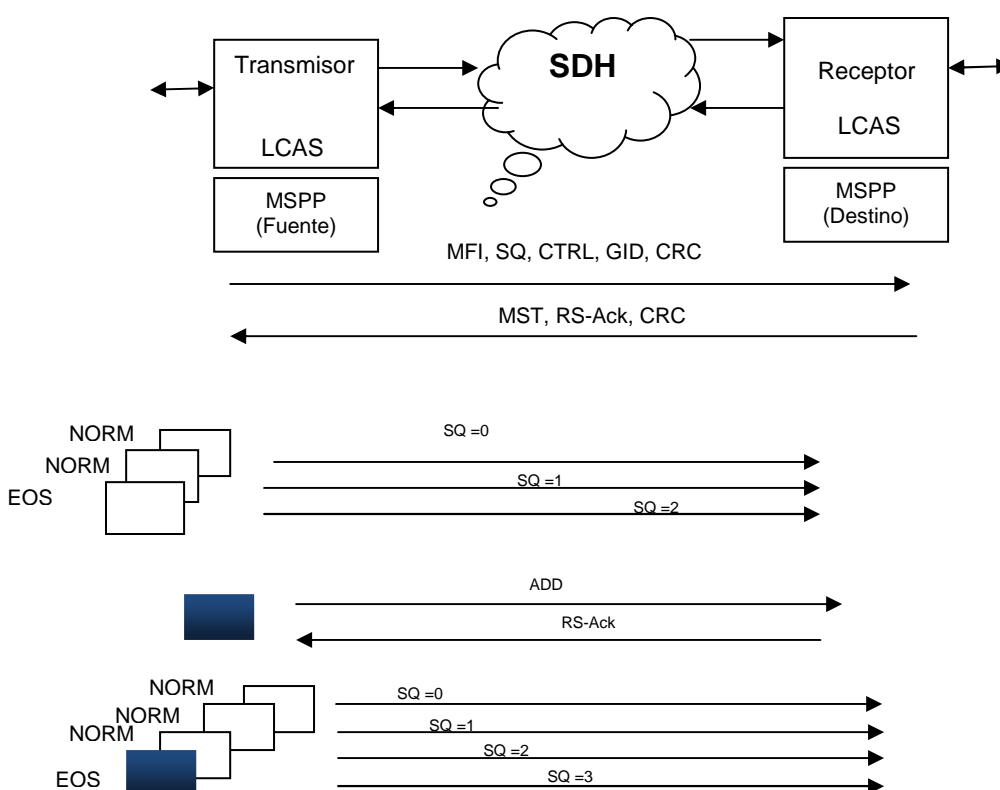 Transmisor
LCAS
SDH
Receptor
LCAS
MSPP
(Fuente)
MSPP
(Destino)
MFI, SQ, CTRL, GID, CRC
MST, RS-Ack, CRC
NORM
NORM
EOS
SQ =0
SQ =1
SQ =2
ADD
RS-Ack
NORM
NORM
NORM
EOS
SQ =0
SQ =1
SQ =2
SQ =3